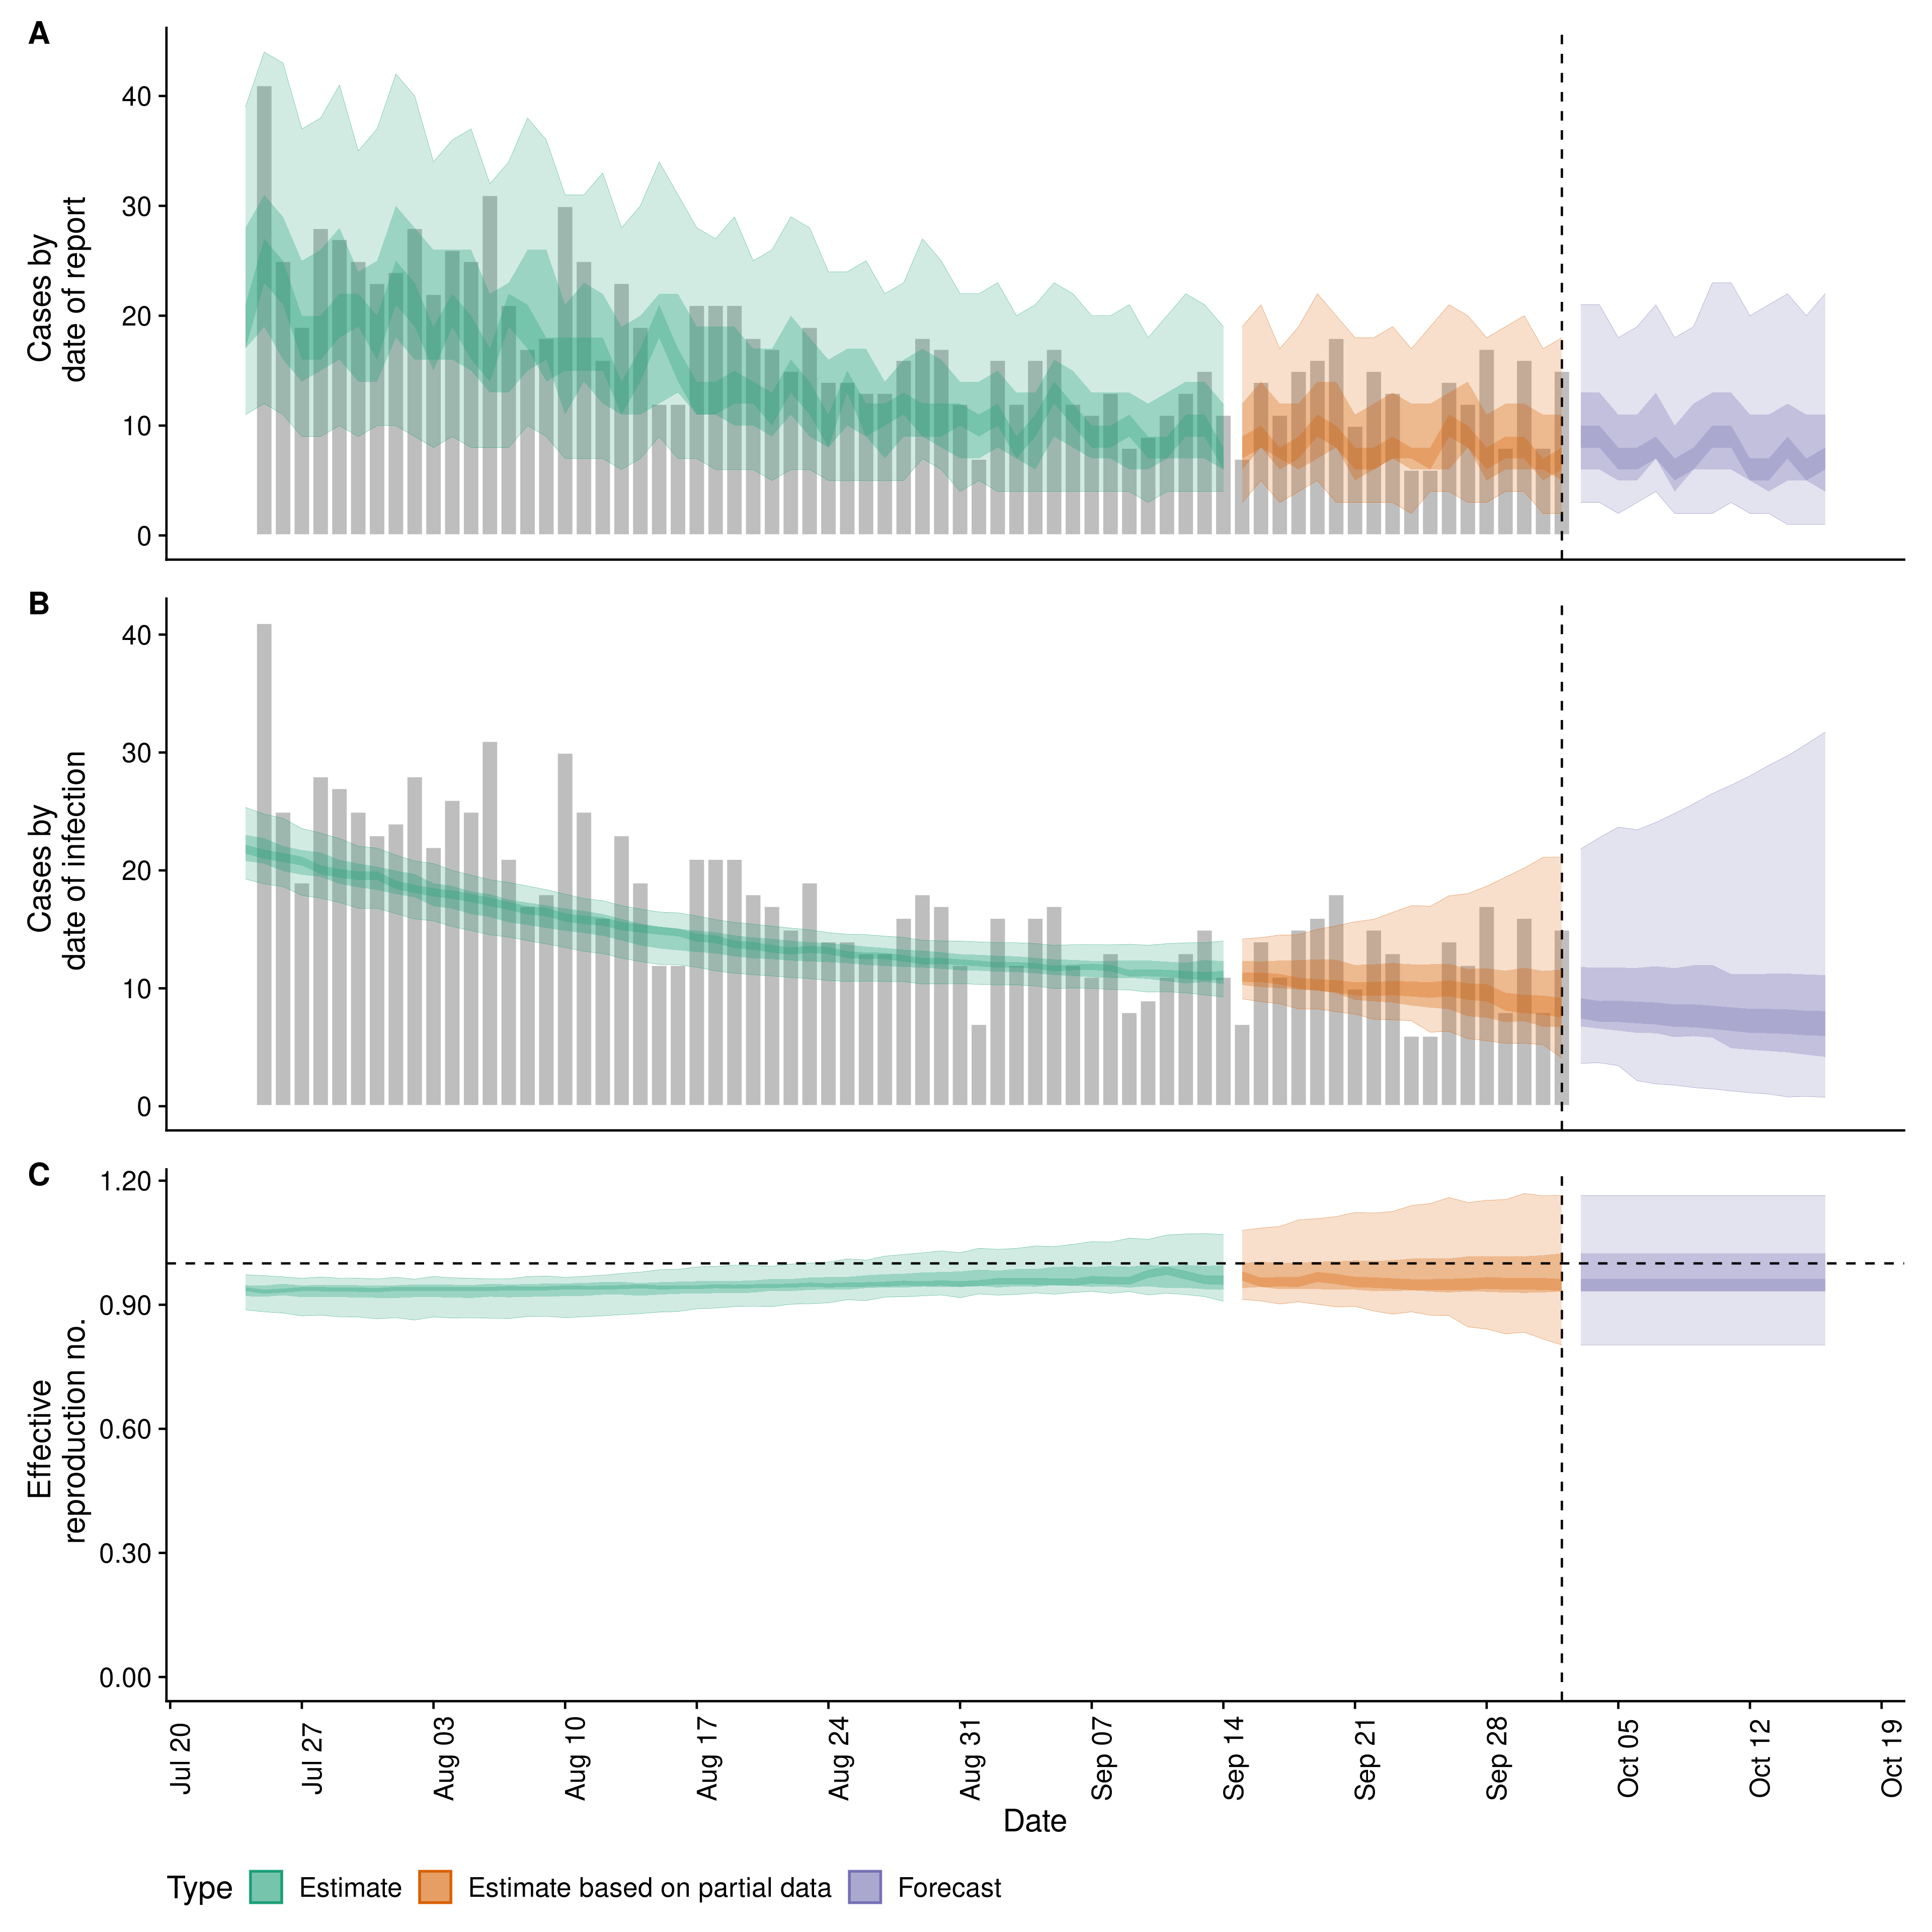 A
Cases by
date of report
40
30
20
10
0
B
Cases by
date of infection
40
30
20
10
0
C
Effective
reproduction no.
1.20
0.90
0.60
0.30
0.00
Jul 20
Jul 27
Aug 03
Aug 10
Aug 17
Aug 24
Aug 31
Sep 07
Sep 14
Sep 21
Sep 28
Oct 05
Oct 12
Oct 19
Date
Type Estimate Estimate based on partial data Forecast